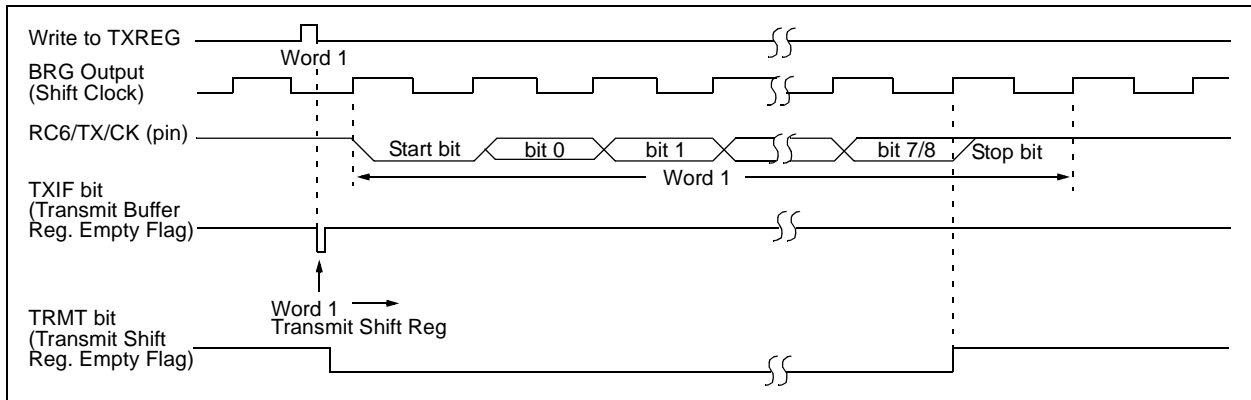 Write to TXREG
Word 1
BRG Output
(Shift Clock)
RC6/TX/CK (pin)
Start bit
bit 0
bit 1
bit 7/8
Stop bit
Word 1
TXIF bit
(Transmit Buffer
Reg. Empty Flag)
Word 1
Transmit Shift Reg
TRMT bit
(Transmit Shift
Reg. Empty Flag)